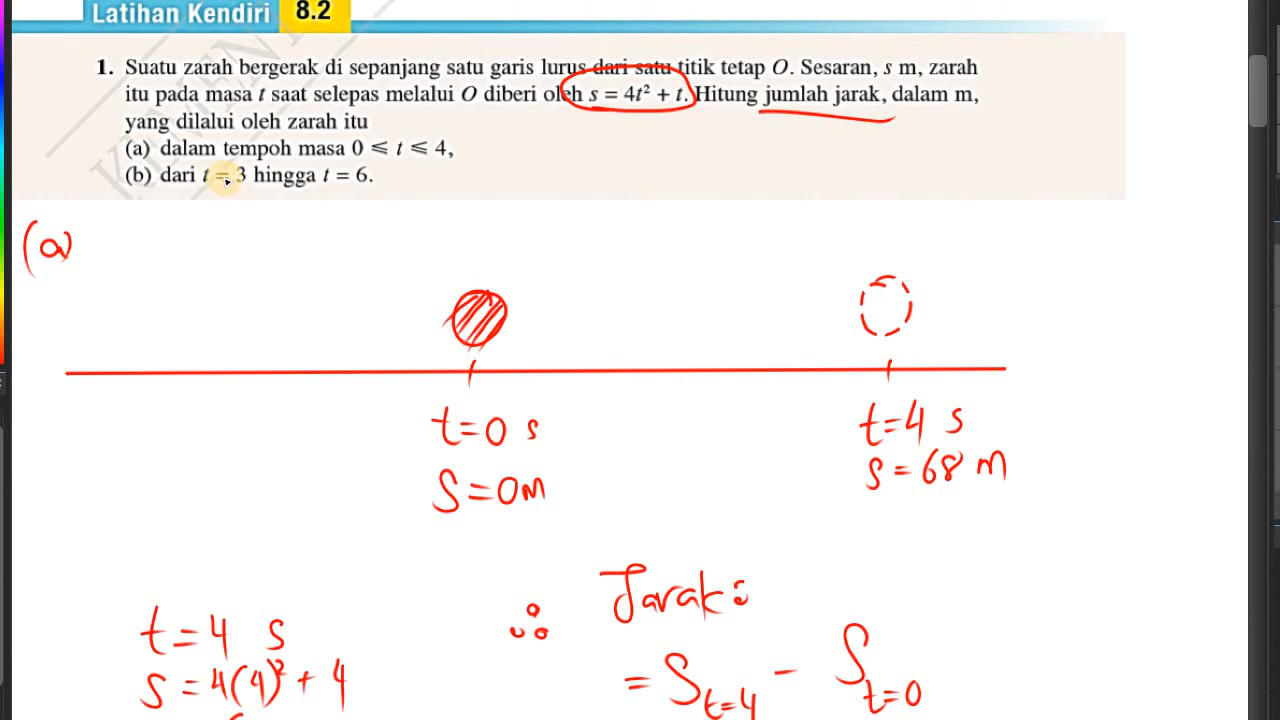 Latihan Kendiri 8.2
1. Suatu zarah bergerak di sepanjang satu garis lurus dari satu titik tetap O. Sesaran, s m, zarah
itu pada masa t saat selepas melalui O diberi oleh s = 4t² + t. Hitung jumlah jarak, dalam m,
yang dilalui oleh zarah itu
(a) dalam tempoh masa 0 ⩽ t ⩽ 4,
(b) dari t = 3 hingga t = 6.
(a)
t=0 s
S=0m
t=4 s
s=68 m
t=4 s
s=4(4)²+4
∴ Jarak:
= S_{t=4} - S_{t=0}